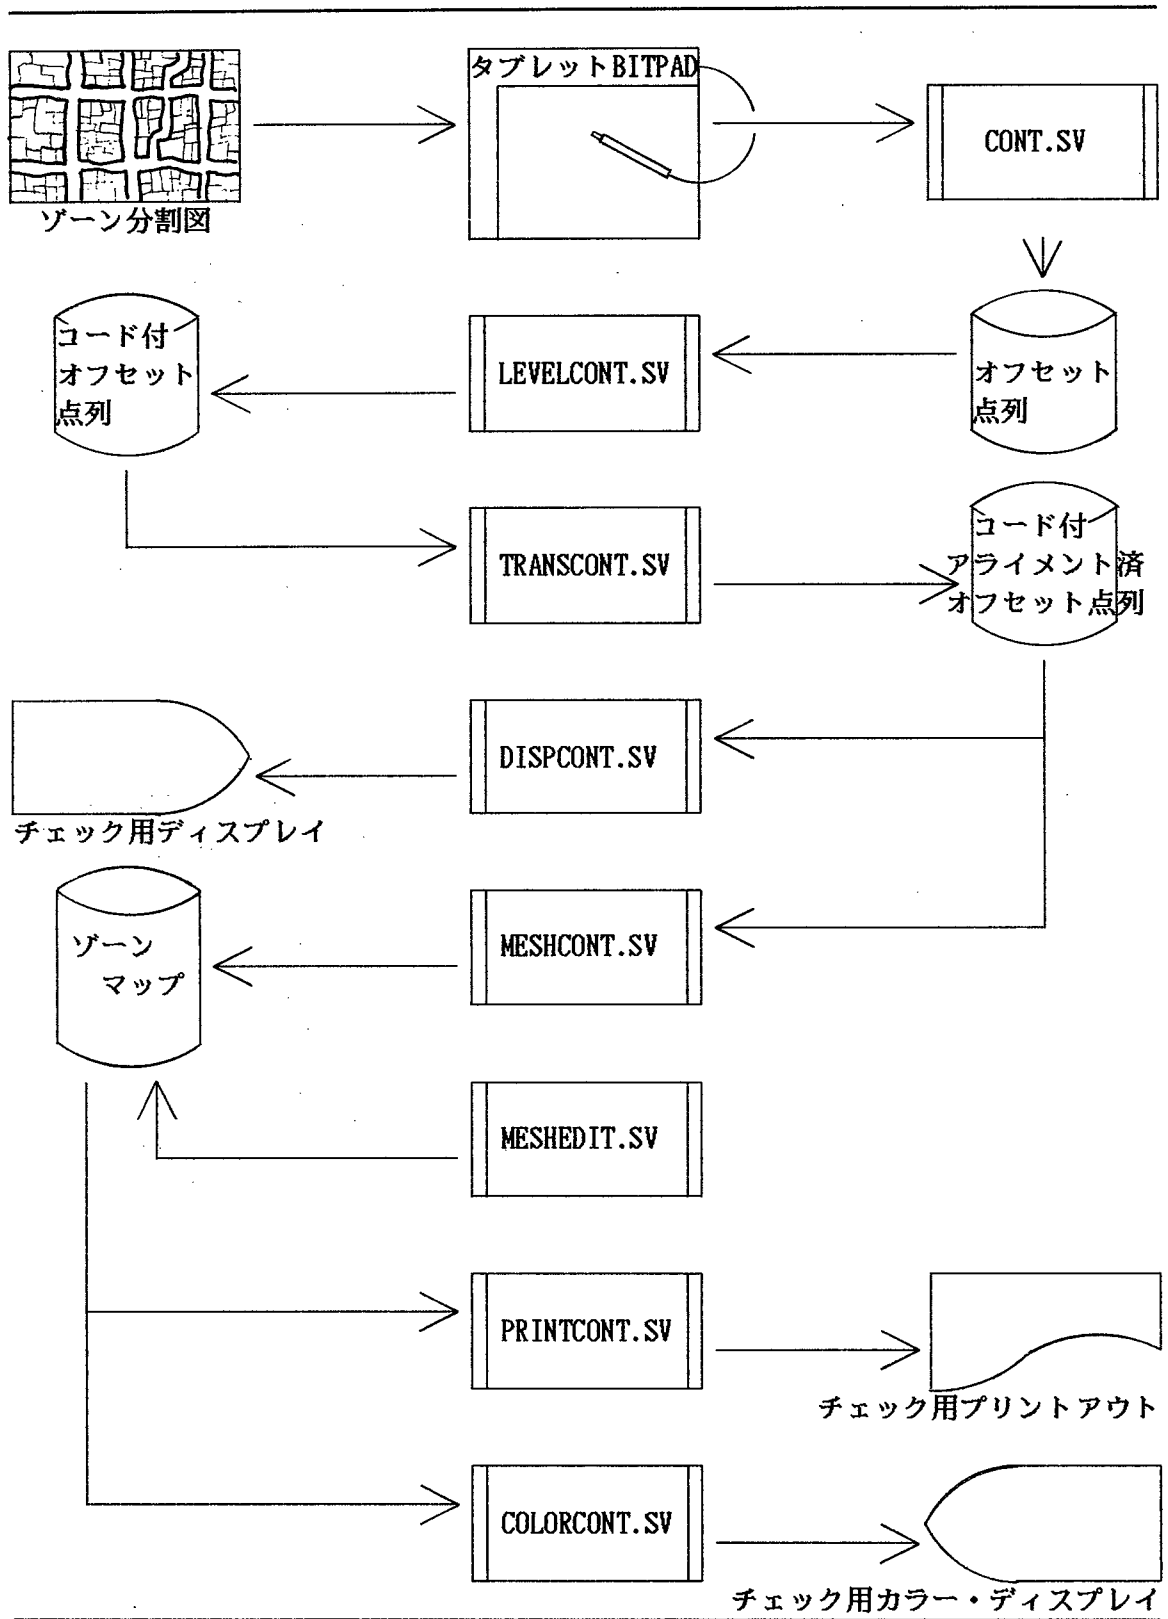 タブレットBITPAD
CONT.SV
ゾーン分割図
コード付
オフセット
点列
LEVELCONT.SV
オフセット
点列
TRANSCONT.SV
コード付
アライメント済
オフセット点列
DISPCONT.SV
チェック用ディスプレイ
ゾーン
マップ
MESHCONT.SV
MESHEDIT.SV
PRINTCONT.SV
チェック用プリントアウト
COLORCONT.SV
チェック用カラー・ディスプレイ